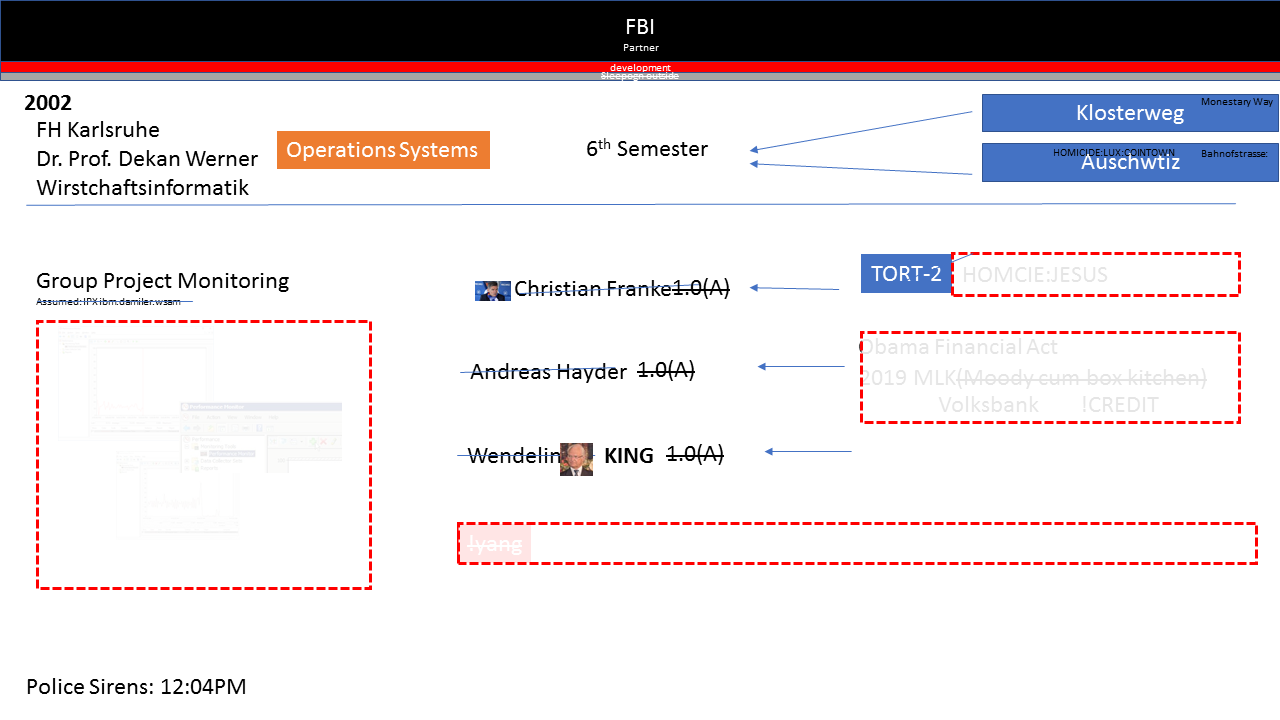 FBI
Partner
development
Sleepogn outside
2002
FH Karlsruhe
Dr. Prof. Dekan Werner
Wirstchaftsinformatik
Operations Systems
6th Semester
Klosterweg
Monestary Way
HOMICIDE:LUX:COINTOWN
Auschwtiz
Bahnofstrasse:
Group Project Monitoring
Assumed: IPX ibm.damiler.wsam
Christian Franke 1.0(A)
TORT-2
HOMCIE:JESUS
Andreas Hayder 1.0(A)
Obama Financial Act
2019 MLK(Moody cum box kitchen)
Volksbank !CREDIT
Wendelin KING 1.0(A)
!yang
Police Sirens: 12:04PM